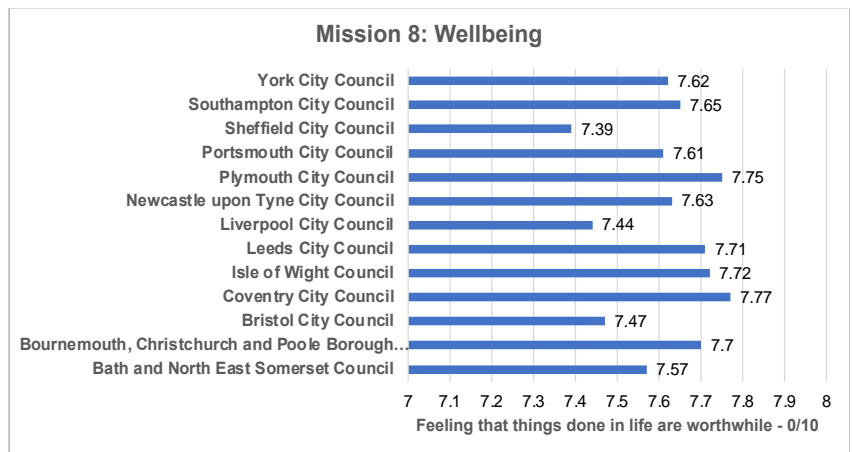 Mission 8: Wellbeing
York City Council 7.62
Southampton City Council 7.65
Sheffield City Council 7.39
Portsmouth City Council 7.61
Plymouth City Council 7.75
Newcastle upon Tyne City Council 7.63
Liverpool City Council 7.44
Leeds City Council 7.71
Isle of Wight Council 7.72
Coventry City Council 7.77
Bristol City Council 7.47
Bournemouth, Christchurch and Poole Borough... 7.7
Bath and North East Somerset Council 7.57
7 7.1 7.2 7.3 7.4 7.5 7.6 7.7 7.8 7.9 8
Feeling that things done in life are worthwhile - 0/10